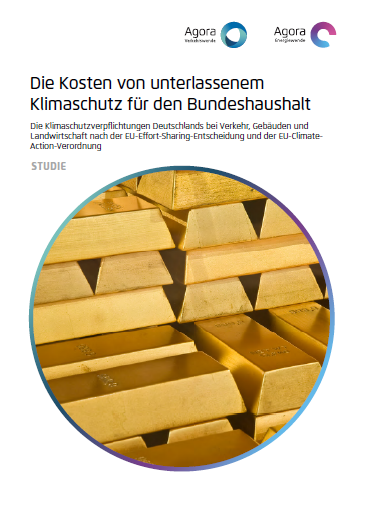 Agora
Verkehrswende
Agora
Energiewende
Die Kosten von unterlassenem
Klimaschutz für den Bundeshaushalt
Die Klimaschutzverpflichtungen Deutschlands bei Verkehr, Gebäuden und
Landwirtschaft nach der EU-Effort-Sharing-Entscheidung und der EU-Climate-
Action-Verordnung
STUDIE